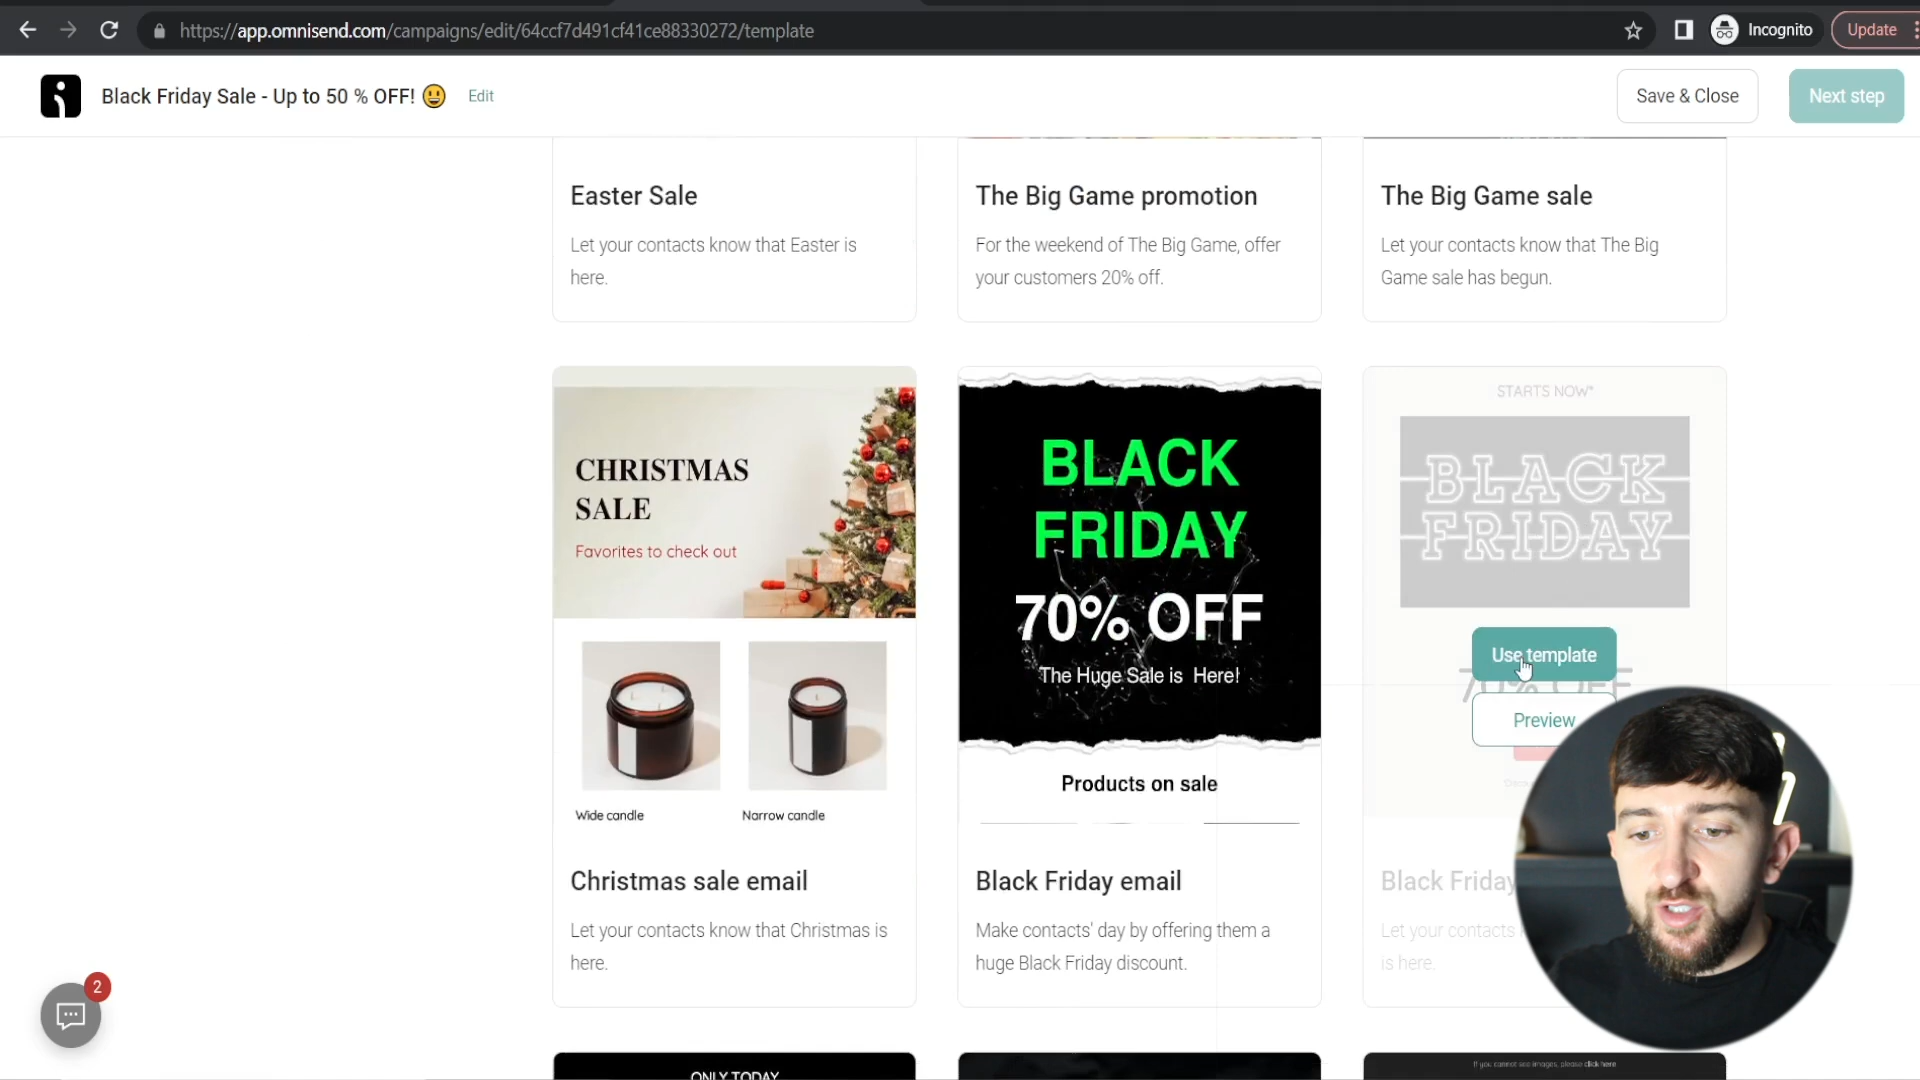 https://app.omnisend.com/campaigns/edit/64ccf7d491cf41ce88330272/template
Incognito
Update
Black Friday Sale - Up to 50 % OFF! 😃
Edit
Save & Close
Next step
Easter Sale
Let your contacts know that Easter is
here.
The Big Game promotion
For the weekend of The Big Game, offer
your customers 20% off.
The Big Game sale
Let your contacts know that The Big
Game sale has begun.
CHRISTMAS
SALE
Favorites to check out
Wide candle
Narrow candle
Christmas sale email
Let your contacts know that Christmas is
here.
BLACK
FRIDAY
70% OFF
The Huge Sale is Here!
Products on sale
Black Friday email
Make contacts' day by offering them a
huge Black Friday discount.
STARTS NOW*
BLACK
FRIDAY
Use template
70% OFF
Preview
Black Friday
Let your contacts
is here.
2
ONLY TODAY
If you cannot see images, please click here